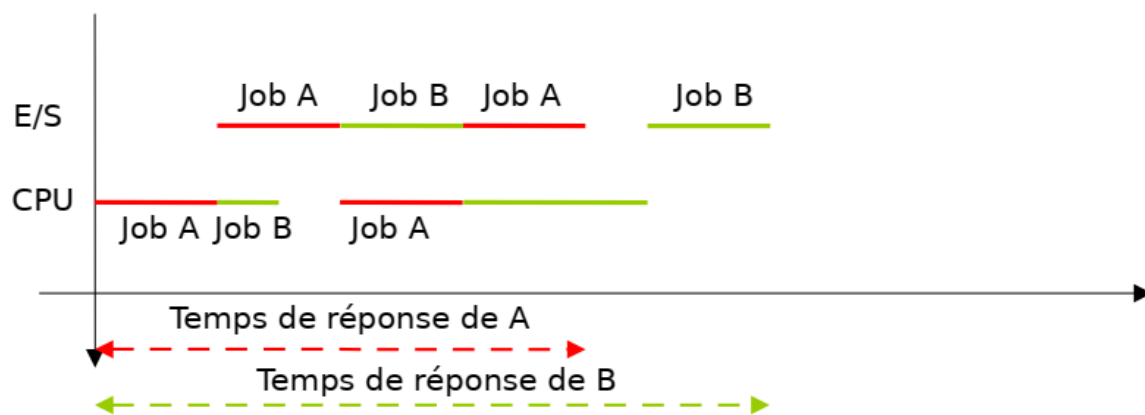 Job A Job B Job A Job B
E/S
CPU
Job A Job B Job A
Temps de réponse de A
Temps de réponse de B